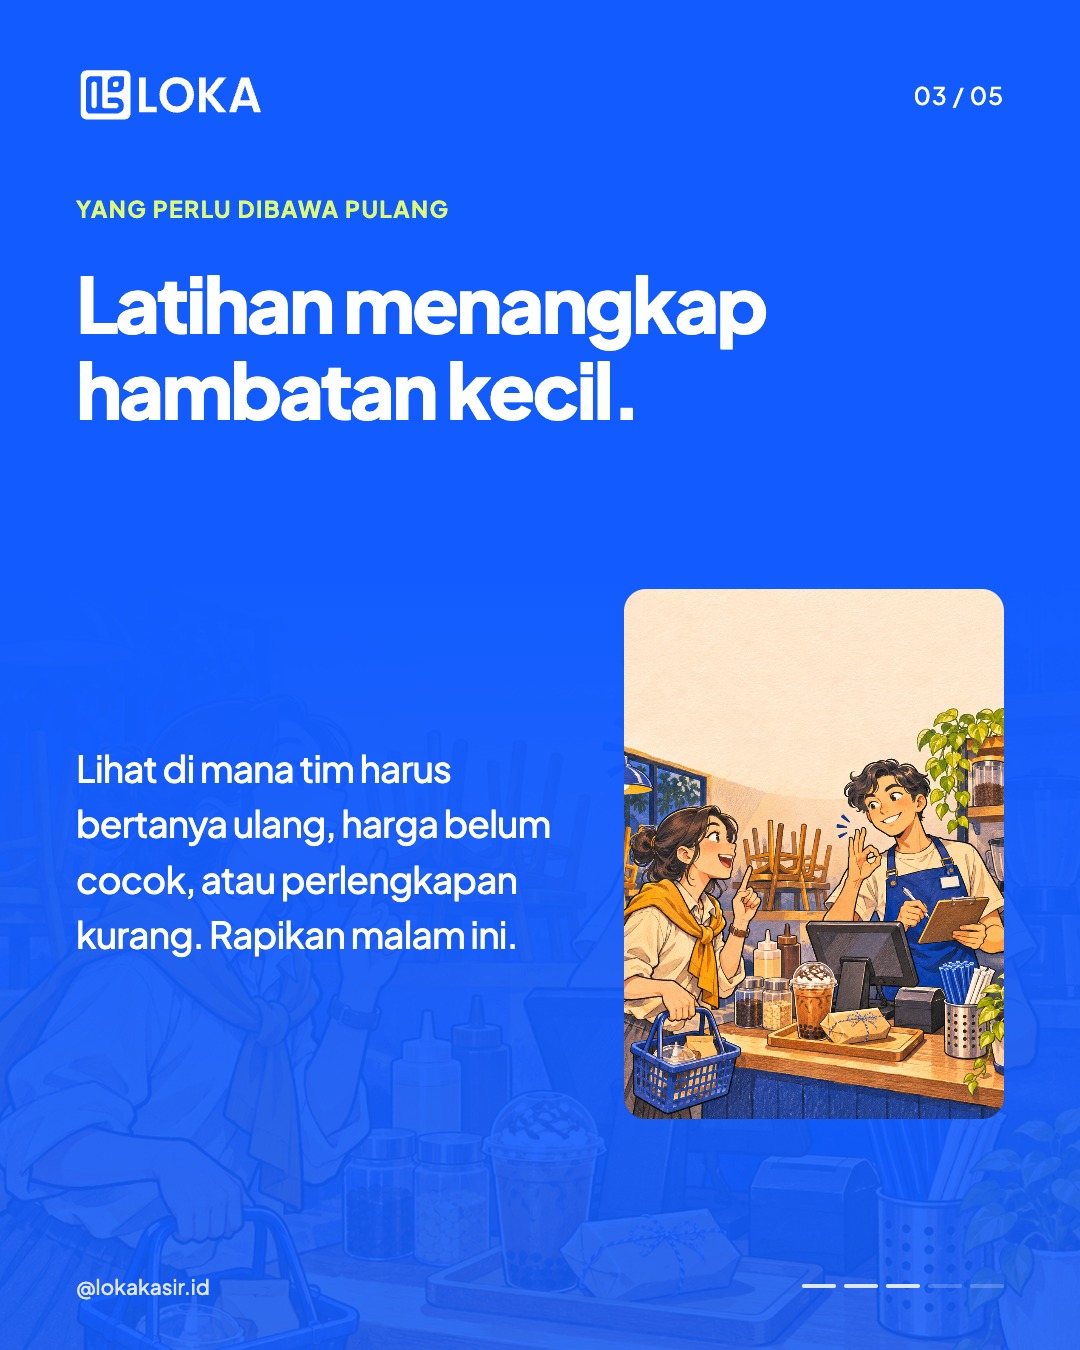 LOKA
03 / 05
YANG PERLU DIBAWA PULANG
Latihan menangkap
hambatan kecil.
Lihat di mana tim harus
bertanya ulang, harga belum
cocok, atau perlengkapan
kurang. Rapikan malam ini.
@lokakasir.id